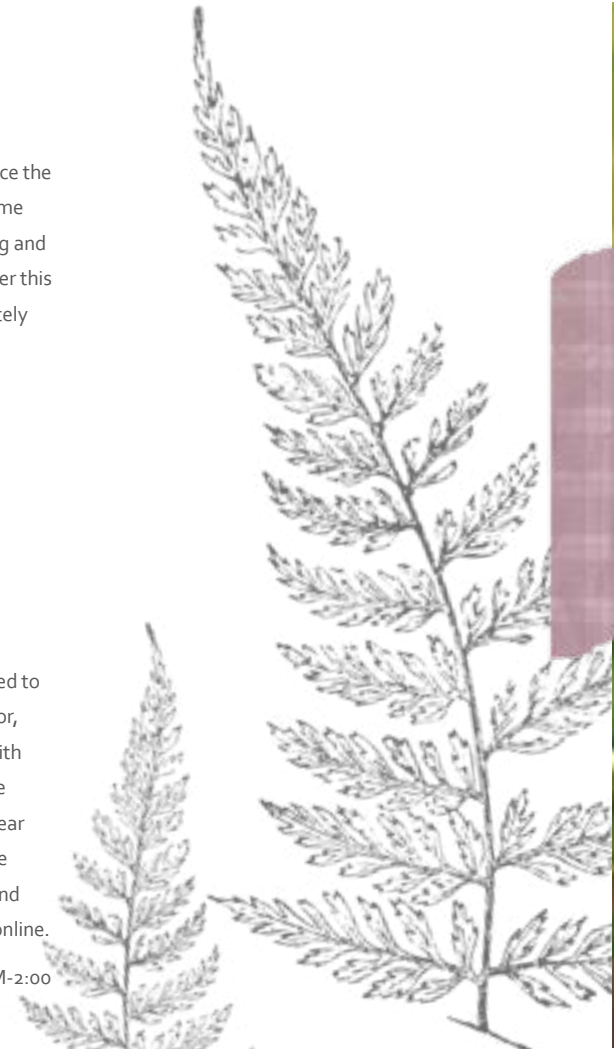 ce the
me
g and
er this
tely
ed to
or,
ith
e
ear
e
nd
online.
M-2:00